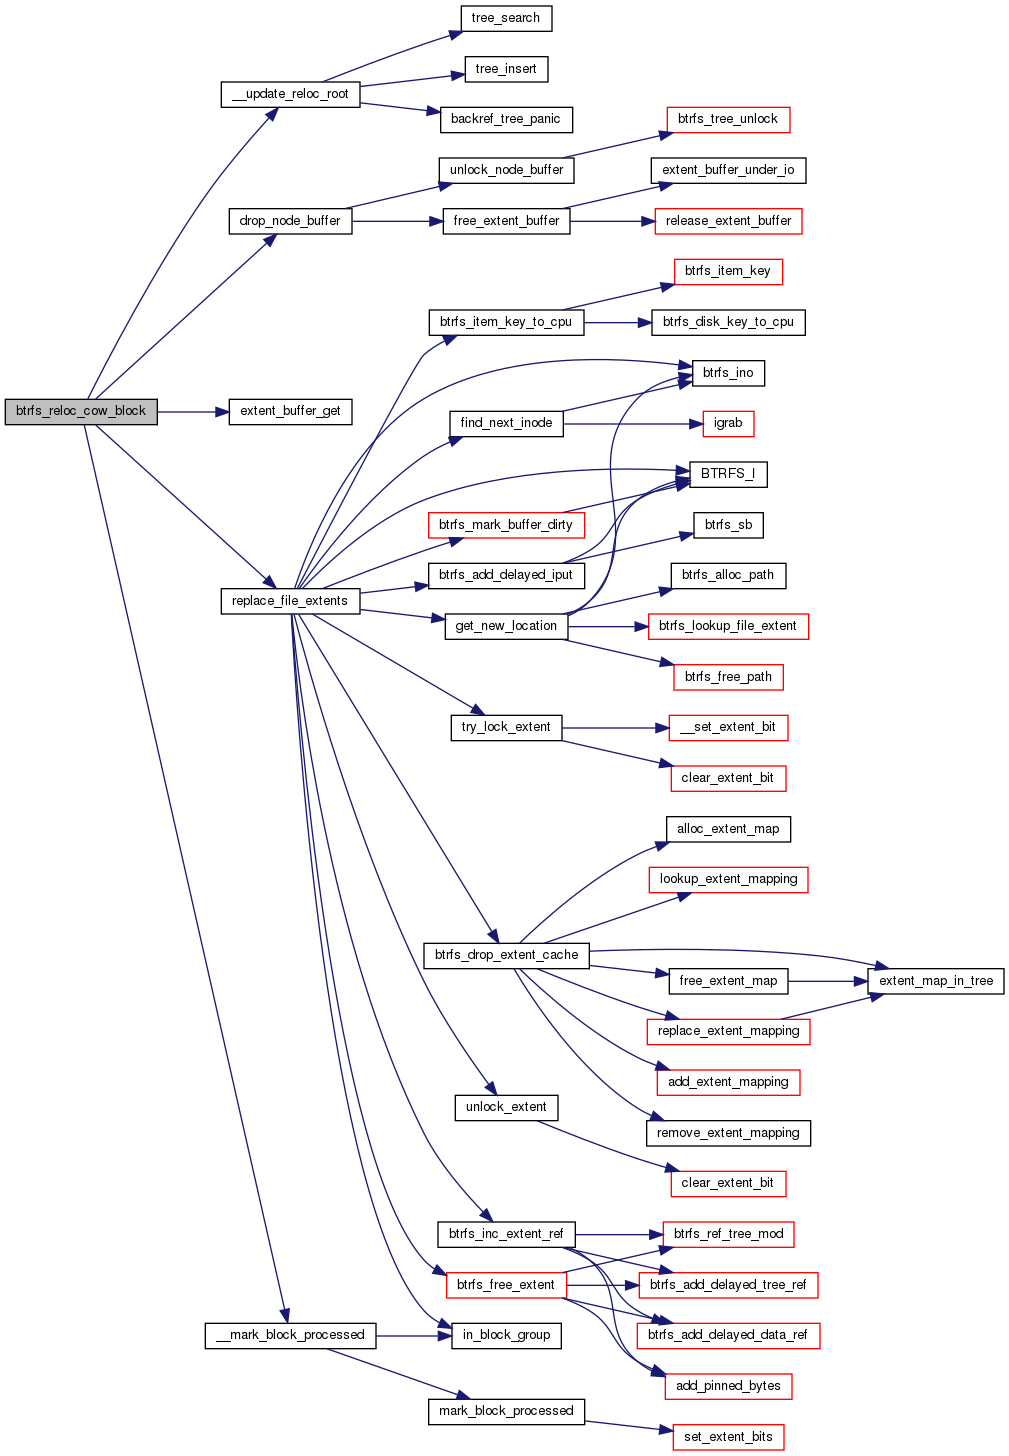 tree_search
tree_insert
__update_reloc_root
backref_tree_panic
btrfs_tree_unlock
unlock_node_buffer
extent_buffer_under_io
drop_node_buffer
free_extent_buffer
release_extent_buffer
btrfs_item_key
btrfs_item_key_to_cpu
btrfs_disk_key_to_cpu
btrfs_ino
btrfs_reloc_cow_block
extent_buffer_get
find_next_inode
igrab
BTRFS_I
btrfs_mark_buffer_dirty
btrfs_sb
btrfs_add_delayed_iput
btrfs_alloc_path
replace_file_extents
get_new_location
btrfs_lookup_file_extent
btrfs_free_path
try_lock_extent
__set_extent_bit
clear_extent_bit
alloc_extent_map
lookup_extent_mapping
btrfs_drop_extent_cache
free_extent_map
extent_map_in_tree
replace_extent_mapping
add_extent_mapping
unlock_extent
remove_extent_mapping
clear_extent_bit
btrfs_inc_extent_ref
btrfs_ref_tree_mod
btrfs_free_extent
btrfs_add_delayed_tree_ref
__mark_block_processed
in_block_group
btrfs_add_delayed_data_ref
add_pinned_bytes
mark_block_processed
set_extent_bits